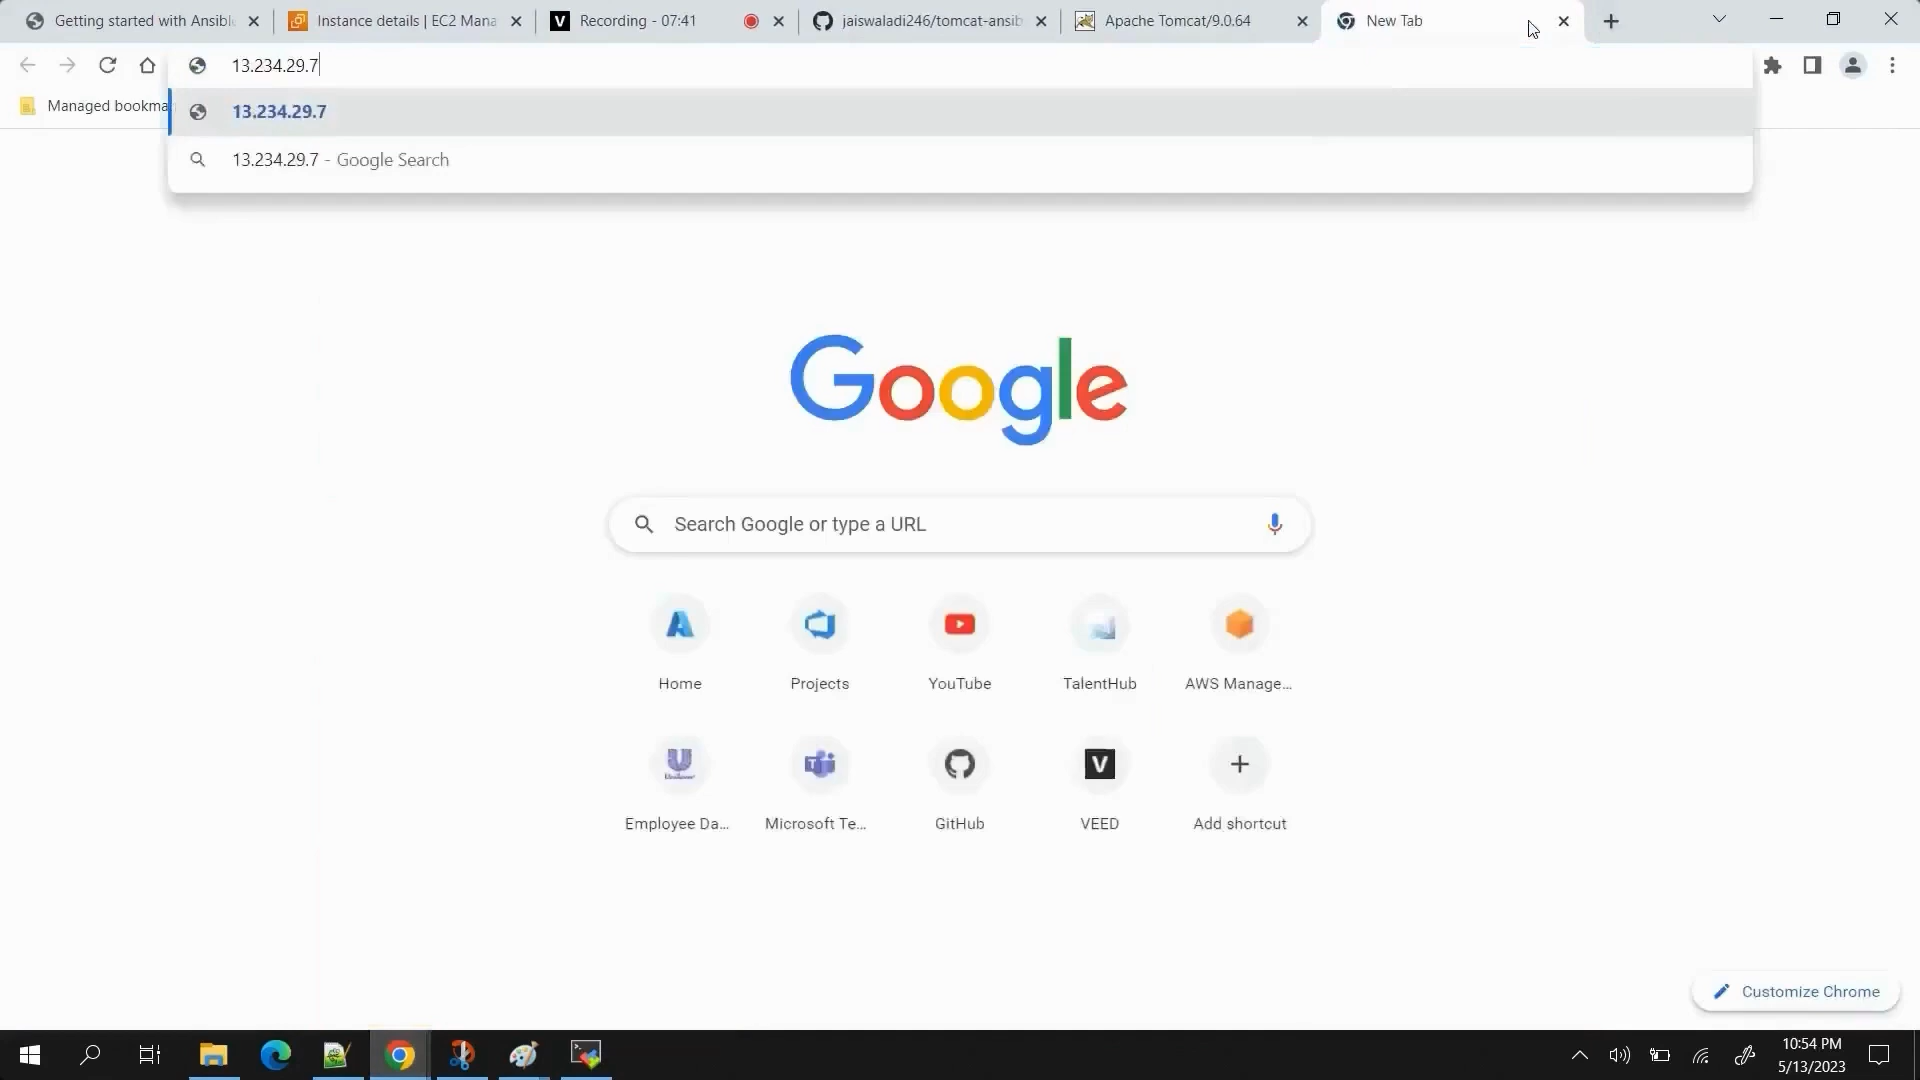 Getting started with Ansibl
Instance details | EC2 Mana
Recording - 07:41
jaiswaladi246/tomcat-ansib
Apache Tomcat/9.0.64
New Tab
13.234.29.7
Managed bookma
13.234.29.7
13.234.29.7 - Google Search
Google
Search Google or type a URL
Home
Projects
YouTube
TalentHub
AWS Manage...
Employee Da...
Microsoft Te...
GitHub
VEED
Add shortcut
Customize Chrome
10:54 PM
5/13/2023